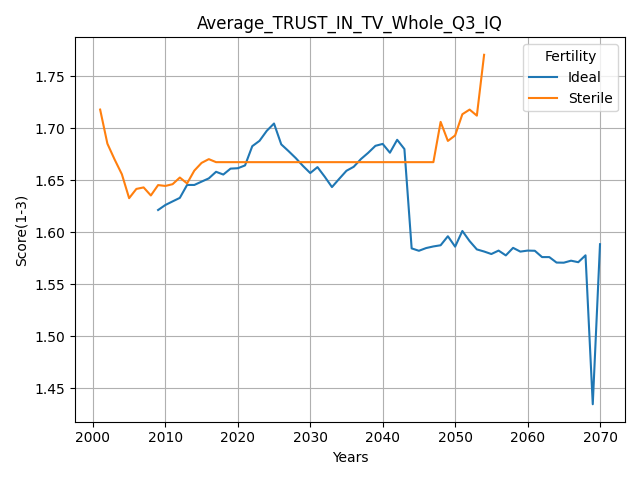 Average_TRUST_IN_TV_Whole_Q3_IQ
Fertility
Ideal
Sterile
Score(1-3)
1.75
1.70
1.65
1.60
1.55
1.50
1.45
2000 2010 2020 2030 2040 2050 2060 2070
Years